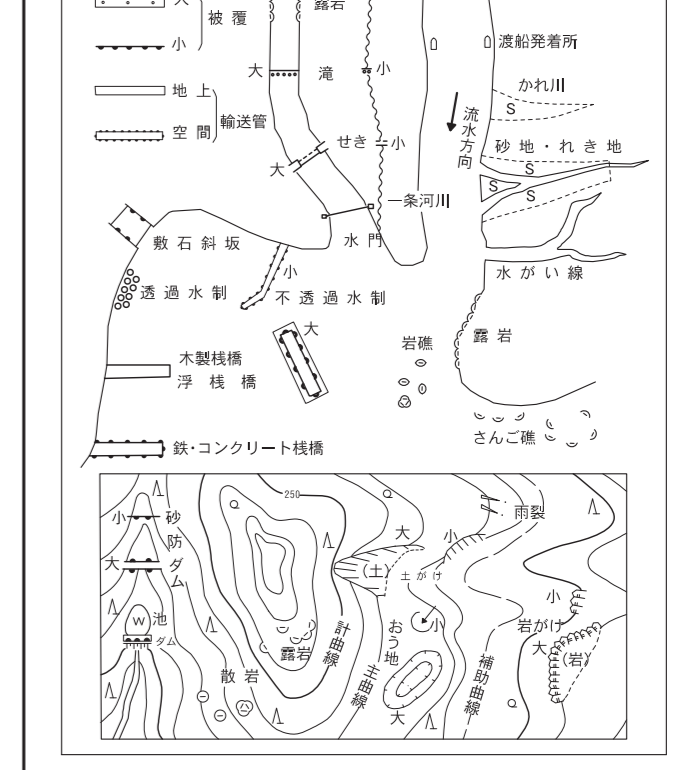 大
被覆
小
地上
輸送管
空間
露岩
大 滝 小
せき 小
大
一条河川
水門
渡船発着所
かれ川
S
流水方向
砂地・れき地
S
S
S
水がい線
露岩
敷石斜坂
透過水制
小
不透過水制
大
木製桟橋
浮桟橋
岩礁
さんご礁
鉄・コンクリート桟橋
小 砂防ダム
大
W 池
ダム
250
露岩
散岩
計曲線
主曲線
大
(土)
土がけ
小
雨裂
おう地
小
大
補助曲線
小
岩がけ
大
(岩)